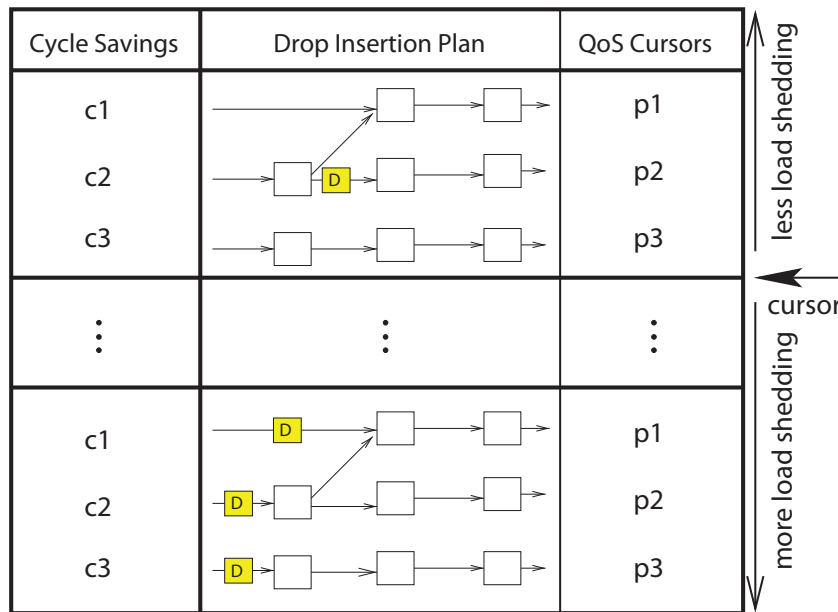 Cycle Savings
Drop Insertion Plan
QoS Cursors
c1
p1
c2
D
p2
c3
p3
less load shedding
cursor
c1
D
p1
c2
D
p2
c3
D
p3
more load shedding